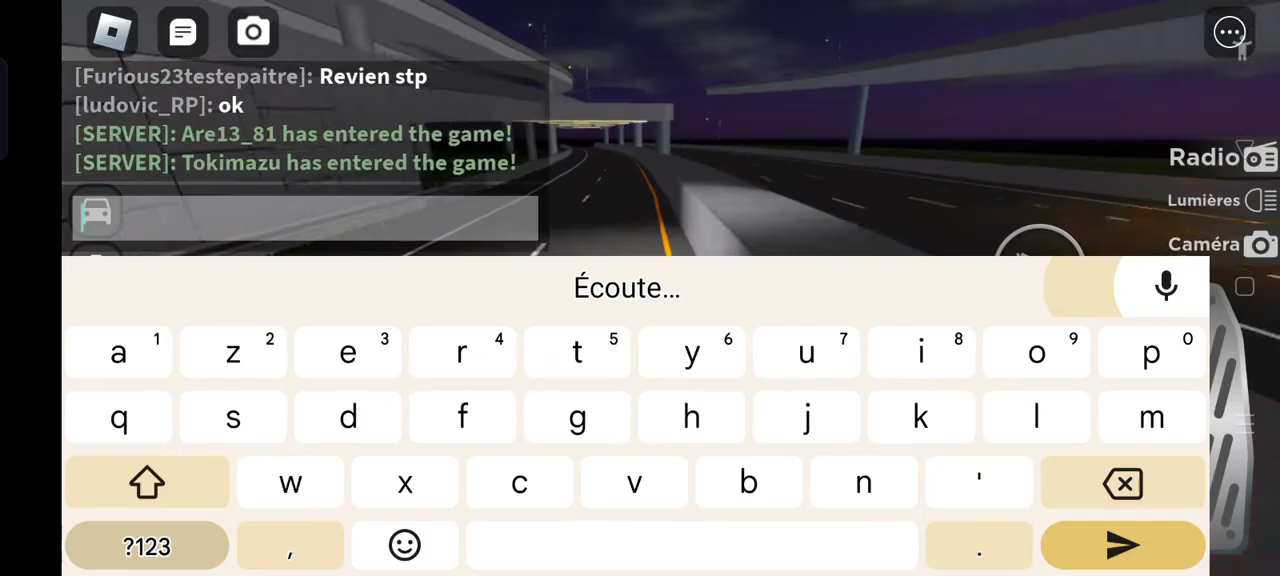 [Furious23testepaitre]: Revien stp
[ludovic_RP]: ok
[SERVER]: Are13_81 has entered the game!
[SERVER]: Tokimazu has entered the game!
Radio
Lumières
Caméra
Écoute...
a 1 z 2 e 3 r 4 t 5 y 6 u 7 i 8 o 9 p 0
q s d f g h j k l m
w x c v b n '
?123 , .